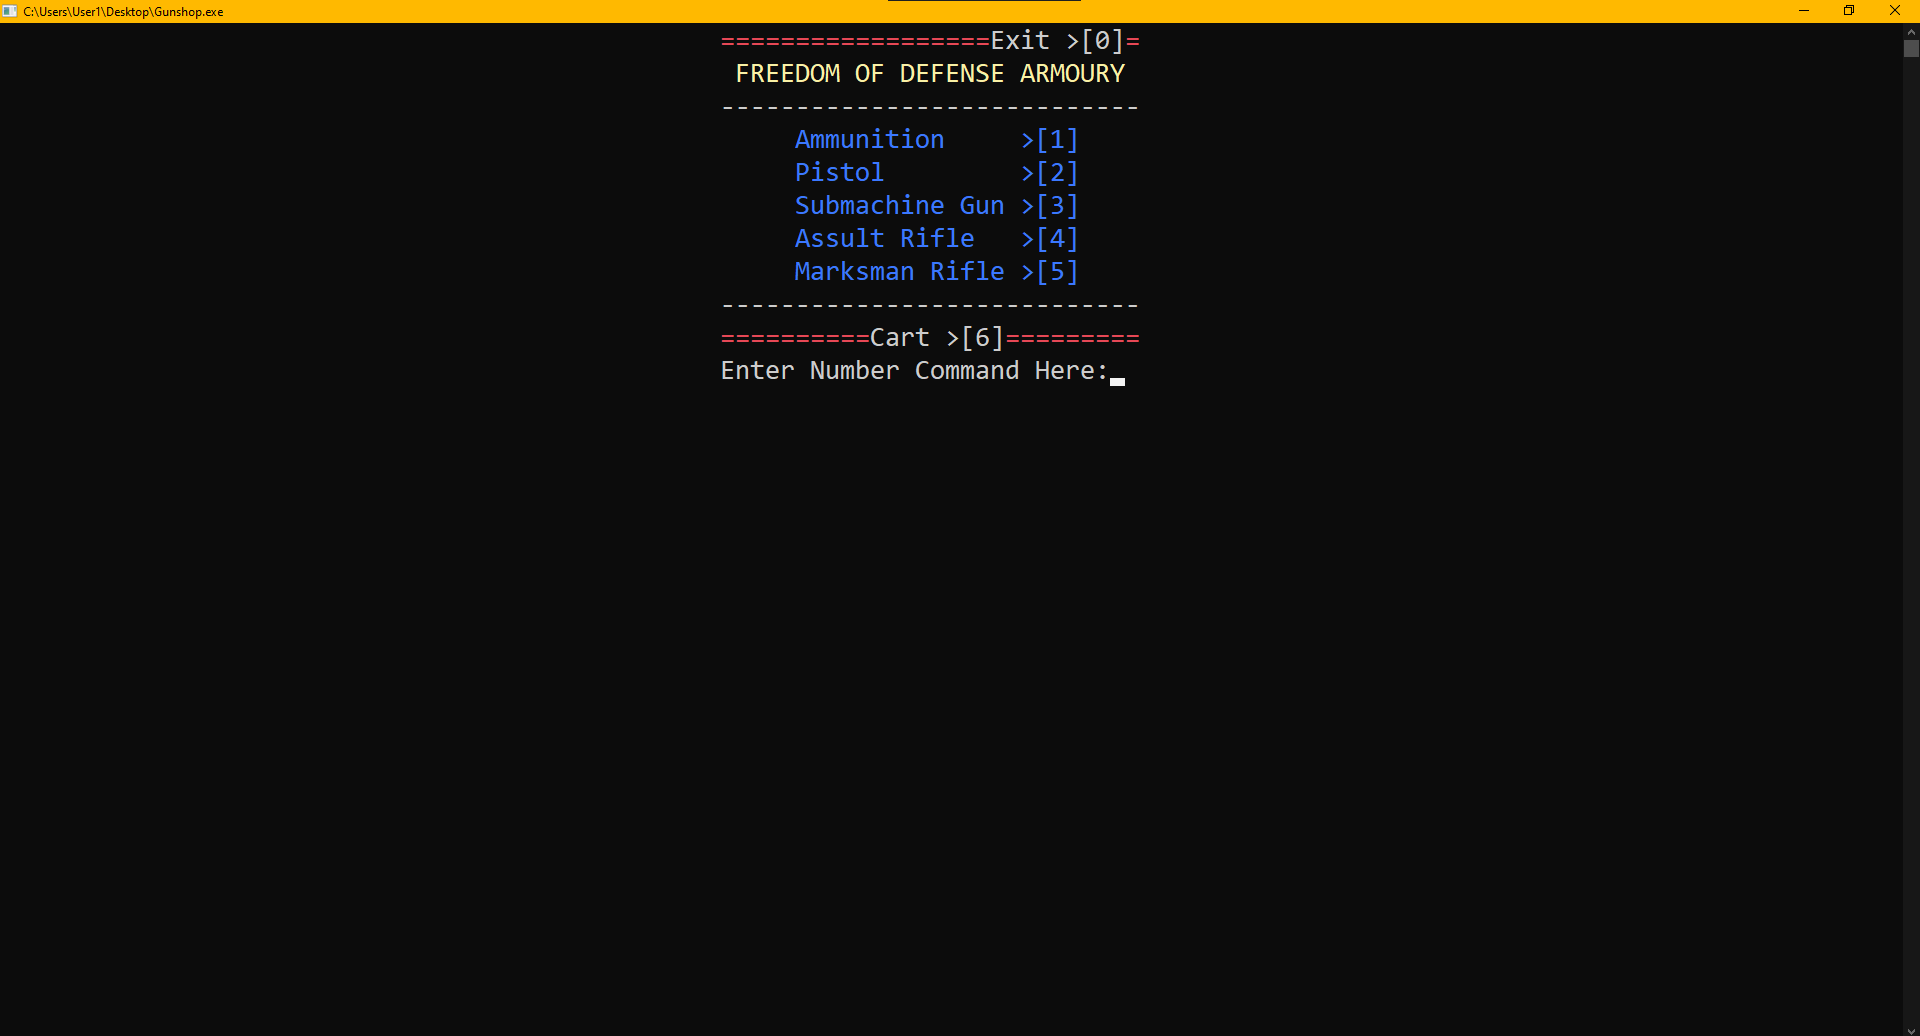 C:\Users\User1\Desktop\Gunshop.exe
==================Exit >[0]=
FREEDOM OF DEFENSE ARMOURY
----------------------------
Ammunition     >[1]
Pistol         >[2]
Submachine Gun >[3]
Assult Rifle   >[4]
Marksman Rifle >[5]
----------------------------
==========Cart >[6]=========
Enter Number Command Here: